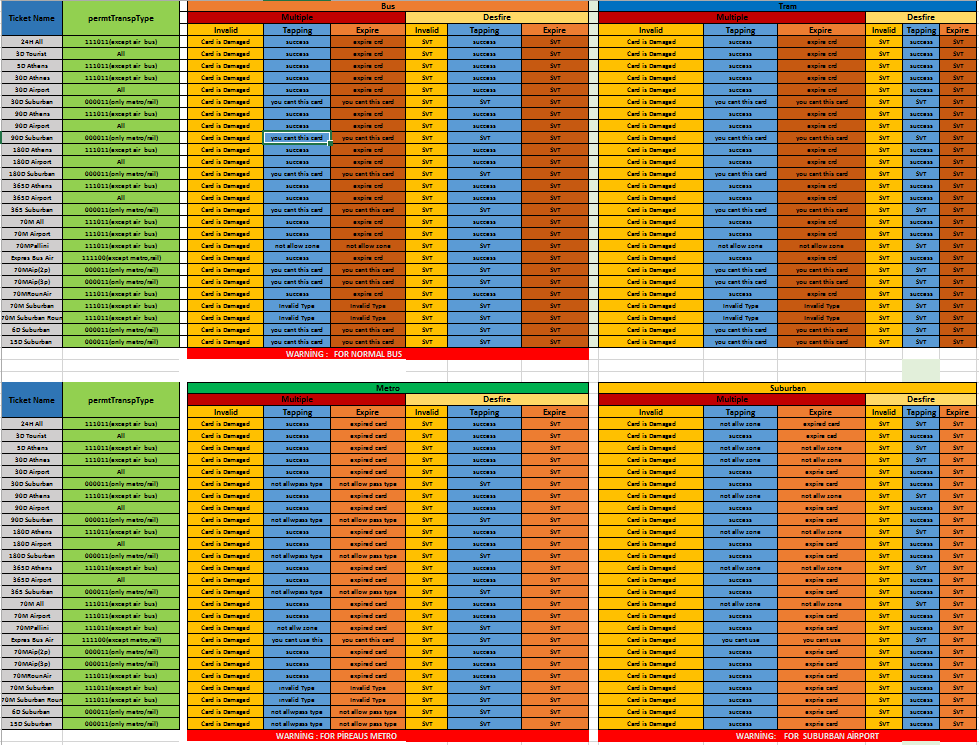 Bus Tram
Ticket Name permtTranspType Multiple Desfire Multiple Desfire
Invalid Tapping Expire Invalid Tapping Expire Invalid Tapping Expire Invalid Tapping Expire
24H All 111011(except air bus) Card is Damaged success expire crd SVT success SVT Card is Damaged success expire crd SVT success SVT
3D Tourist All Card is Damaged success expire crd SVT success SVT Card is Damaged success expire crd SVT success SVT
5D Athens 111011(except air bus) Card is Damaged success expire crd SVT success SVT Card is Damaged success expire crd SVT success SVT
30D Athnes 111011(except air bus) Card is Damaged success expire crd SVT success SVT Card is Damaged success expire crd SVT success SVT
30D Airport All Card is Damaged success expire crd SVT success SVT Card is Damaged success expire crd SVT success SVT
30D Suburban 000011(only metro/rail) Card is Damaged you cant this card you cant this card SVT SVT SVT Card is Damaged you cant this card you cant this card SVT SVT SVT
90D Athens 111011(except air bus) Card is Damaged success expire crd SVT success SVT Card is Damaged success expire crd SVT success SVT
90D Airport All Card is Damaged success expire crd SVT success SVT Card is Damaged success expire crd SVT success SVT
90D Suburban 000011(only metro/rail) Card is Damaged you cant this card you cant this card SVT SVT SVT Card is Damaged you cant this card you cant this card SVT SVT SVT
180D Athens 111011(except air bus) Card is Damaged success expire crd SVT success SVT Card is Damaged success expire crd SVT success SVT
180D Airport All Card is Damaged success expire crd SVT success SVT Card is Damaged success expire crd SVT success SVT
180D Suburban 000011(only metro/rail) Card is Damaged you cant this card you cant this card SVT SVT SVT Card is Damaged you cant this card you cant this card SVT SVT SVT
365D Athens 111011(except air bus) Card is Damaged success expire crd SVT success SVT Card is Damaged success expire crd SVT success SVT
365D Airport All Card is Damaged success expire crd SVT success SVT Card is Damaged success expire crd SVT success SVT
365 Suburban 000011(only metro/rail) Card is Damaged you cant this card you cant this card SVT SVT SVT Card is Damaged you cant this card you cant this card SVT SVT SVT
70M All 111011(except air bus) Card is Damaged success expire crd SVT success SVT Card is Damaged success expire crd SVT success SVT
70M Airport 111011(except air bus) Card is Damaged success expire crd SVT success SVT Card is Damaged success expire crd SVT success SVT
70MPallini 111011(except air bus) Card is Damaged not allow zone not allow zone SVT SVT SVT Card is Damaged not allow zone not allow zone SVT SVT SVT
Expres Bus Air 111100(except metro,rail) Card is Damaged success expire crd SVT success SVT Card is Damaged success expire crd SVT success SVT
70MAip(2p) 000011(only metro/rail) Card is Damaged you cant this card you cant this card SVT SVT SVT Card is Damaged you cant this card you cant this card SVT SVT SVT
70MAip(3p) 000011(only metro/rail) Card is Damaged you cant this card you cant this card SVT SVT SVT Card is Damaged you cant this card you cant this card SVT SVT SVT
70MRounAir 111011(except air bus) Card is Damaged success expire crd SVT success SVT Card is Damaged success expire crd SVT success SVT
70M Suburban 111011(except air bus) Card is Damaged Invalid Type Invalid Type SVT SVT SVT Card is Damaged Invalid Type Invalid Type SVT SVT SVT
70M Suburban Roun 111011(except air bus) Card is Damaged Invalid Type Invalid Type SVT SVT SVT Card is Damaged Invalid Type Invalid Type SVT SVT SVT
6D Suburban 000011(only metro/rail) Card is Damaged you cant this card you cant this card SVT SVT SVT Card is Damaged you cant this card you cant this card SVT SVT SVT
15D Suburban 000011(only metro/rail) Card is Damaged you cant this card you cant this card SVT SVT SVT Card is Damaged you cant this card you cant this card SVT SVT SVT
WARNİNG : FOR NORMAL BUS
Metro Suburban
Ticket Name permtTranspType Multiple Desfire Multiple Desfire
Invalid Tapping Expire Invalid Tapping Expire Invalid Tapping Expire Invalid Tapping Expire
24H All 111011(except air bus) Card is Damaged success expired card SVT success SVT Card is Damaged not allw zone expired card SVT SVT SVT
3D Tourist All Card is Damaged success expired card SVT success SVT Card is Damaged success expire card SVT success SVT
5D Athens 111011(except air bus) Card is Damaged success expired card SVT success SVT Card is Damaged not allw zone not allw zone SVT SVT SVT
30D Athnes 111011(except air bus) Card is Damaged success expired card SVT success SVT Card is Damaged not allw zone not allw zone SVT SVT SVT
30D Airport All Card is Damaged success expired card SVT success SVT Card is Damaged success expire card SVT success SVT
30D Suburban 000011(only metro/rail) Card is Damaged not allwpass type not allow pass type SVT SVT SVT Card is Damaged success expire card SVT success SVT
90D Athens 111011(except air bus) Card is Damaged success expired card SVT success SVT Card is Damaged not allw zone not allw zone SVT SVT SVT
90D Airport All Card is Damaged success expired card SVT success SVT Card is Damaged success expire card SVT success SVT
90D Suburban 000011(only metro/rail) Card is Damaged not allwpass type not allow pass type SVT SVT SVT Card is Damaged success expire card SVT success SVT
180D Athens 111011(except air bus) Card is Damaged success expired card SVT success SVT Card is Damaged not allw zone not allw zone SVT SVT SVT
180D Airport All Card is Damaged success expired card SVT success SVT Card is Damaged success expire card SVT success SVT
180D Suburban 000011(only metro/rail) Card is Damaged not allwpass type not allow pass type SVT SVT SVT Card is Damaged success expire card SVT success SVT
365D Athens 111011(except air bus) Card is Damaged success expired card SVT success SVT Card is Damaged not allw zone not allw zone SVT SVT SVT
365D Airport All Card is Damaged success expired card SVT success SVT Card is Damaged success expire card SVT success SVT
365 Suburban 000011(only metro/rail) Card is Damaged not allwpass type not allow pass type SVT SVT SVT Card is Damaged success expire card SVT success SVT
70M All 111011(except air bus) Card is Damaged success expired card SVT success SVT Card is Damaged not allw zone not allw zone SVT SVT SVT
70M Airport 111011(except air bus) Card is Damaged success expired card SVT success SVT Card is Damaged success expire card SVT success SVT
70MPallini 111011(except air bus) Card is Damaged not allw zone expired card SVT SVT SVT Card is Damaged success expire card SVT success SVT
Expres Bus Air 111100(except metro,rail) Card is Damaged you cant use this you cant this card SVT SVT SVT Card is Damaged you cant use you cant use SVT SVT SVT
70MAip(2p) 000011(only metro/rail) Card is Damaged success expired card SVT success SVT Card is Damaged success expire card SVT success SVT
70MAip(3p) 000011(only metro/rail) Card is Damaged success expired card SVT success SVT Card is Damaged success expire card SVT success SVT
70MRounAir 111011(except air bus) Card is Damaged success expired card SVT success SVT Card is Damaged success expire card SVT success SVT
70M Suburban 111011(except air bus) Card is Damaged invalid Type Invalid Type SVT SVT SVT Card is Damaged success expire card SVT success SVT
70M Suburban Roun 111011(except air bus) Card is Damaged invalid Type Invalid Type SVT SVT SVT Card is Damaged success expire card SVT success SVT
6D Suburban 000011(only metro/rail) Card is Damaged not allwpass type not allow pass type SVT SVT SVT Card is Damaged success expire card SVT success SVT
15D Suburban 000011(only metro/rail) Card is Damaged not allwpass type not allow pass type SVT SVT SVT Card is Damaged success expire card SVT success SVT
WARNİNG : FOR PİREAUS METRO WARNİNG: FOR SUBURBAN AİRPORT